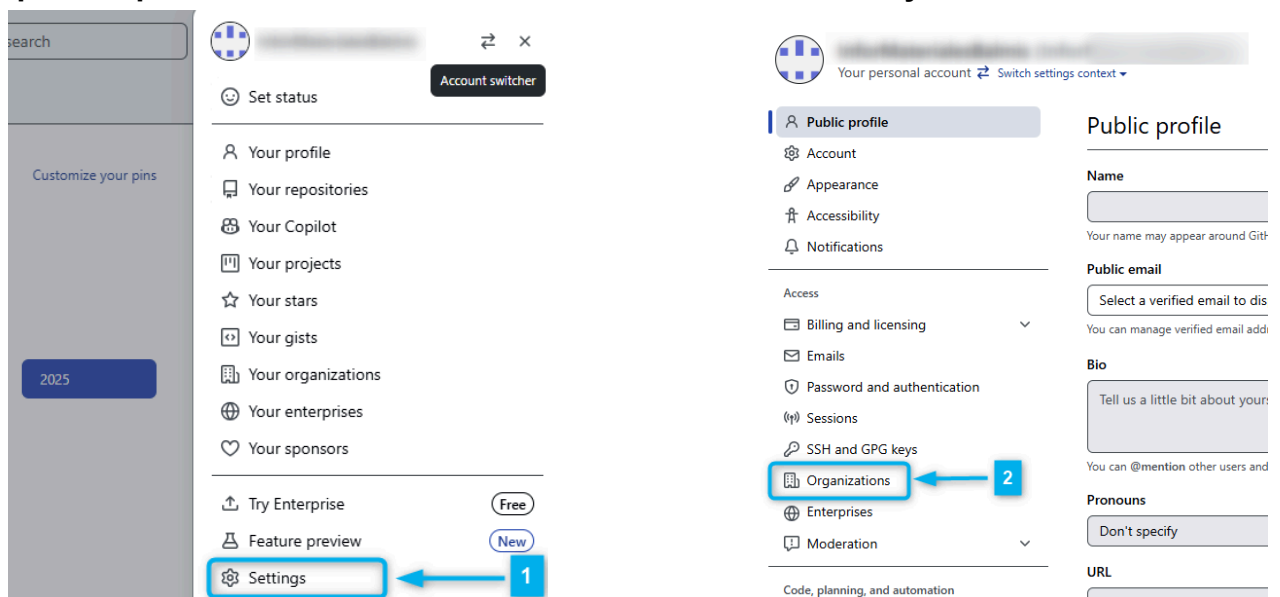 search
Account switcher
Set status
Customize your pins
Your profile
Your repositories
Your Copilot
Your projects
Your stars
Your gists
2025
Your organizations
Your enterprises
Your sponsors
Try Enterprise Free
Feature preview New
Settings 1
Your personal account Switch settings context
Public profile
Account
Appearance
Accessibility
Notifications
Access
Billing and licensing
Emails
Password and authentication
Sessions
SSH and GPG keys
Organizations 2
Enterprises
Moderation
Code, planning, and automation
Public profile
Name
Your name may appear around
Public email
Select a verified email to
You can manage verified email
Bio
Tell us a little bit about
You can @mention other users and
Pronouns
Don't specify
URL